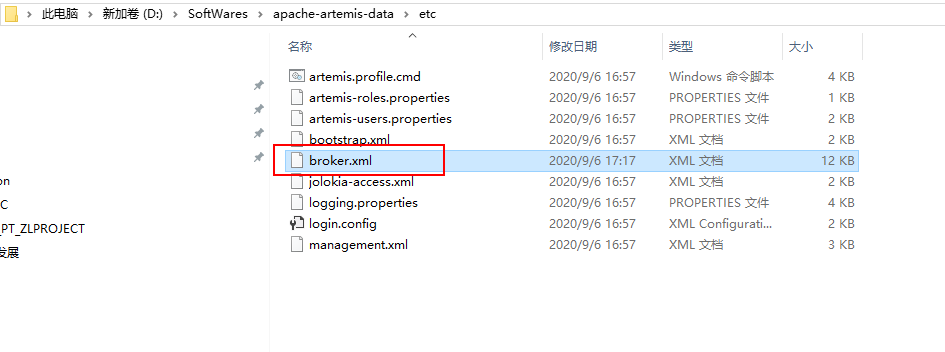 此电脑 > 新加卷 (D:) > SoftWares > apache-artemis-data > etc
名称 修改日期 类型 大小
artemis.profile.cmd 2020/9/6 16:57 Windows 命令脚本 4 KB
artemis-roles.properties 2020/9/6 16:57 PROPERTIES 文件 1 KB
artemis-users.properties 2020/9/6 16:57 PROPERTIES 文件 2 KB
bootstrap.xml 2020/9/6 16:57 XML 文档 2 KB
broker.xml 2020/9/6 17:17 XML 文档 12 KB
jolokia-access.xml 2020/9/6 16:57 XML 文档 2 KB
logging.properties 2020/9/6 16:57 PROPERTIES 文件 4 KB
login.config 2020/9/6 16:57 XML Configurati... 2 KB
management.xml 2020/9/6 16:57 XML 文档 3 KB
on
C
_PT_ZLPROJECT
发展